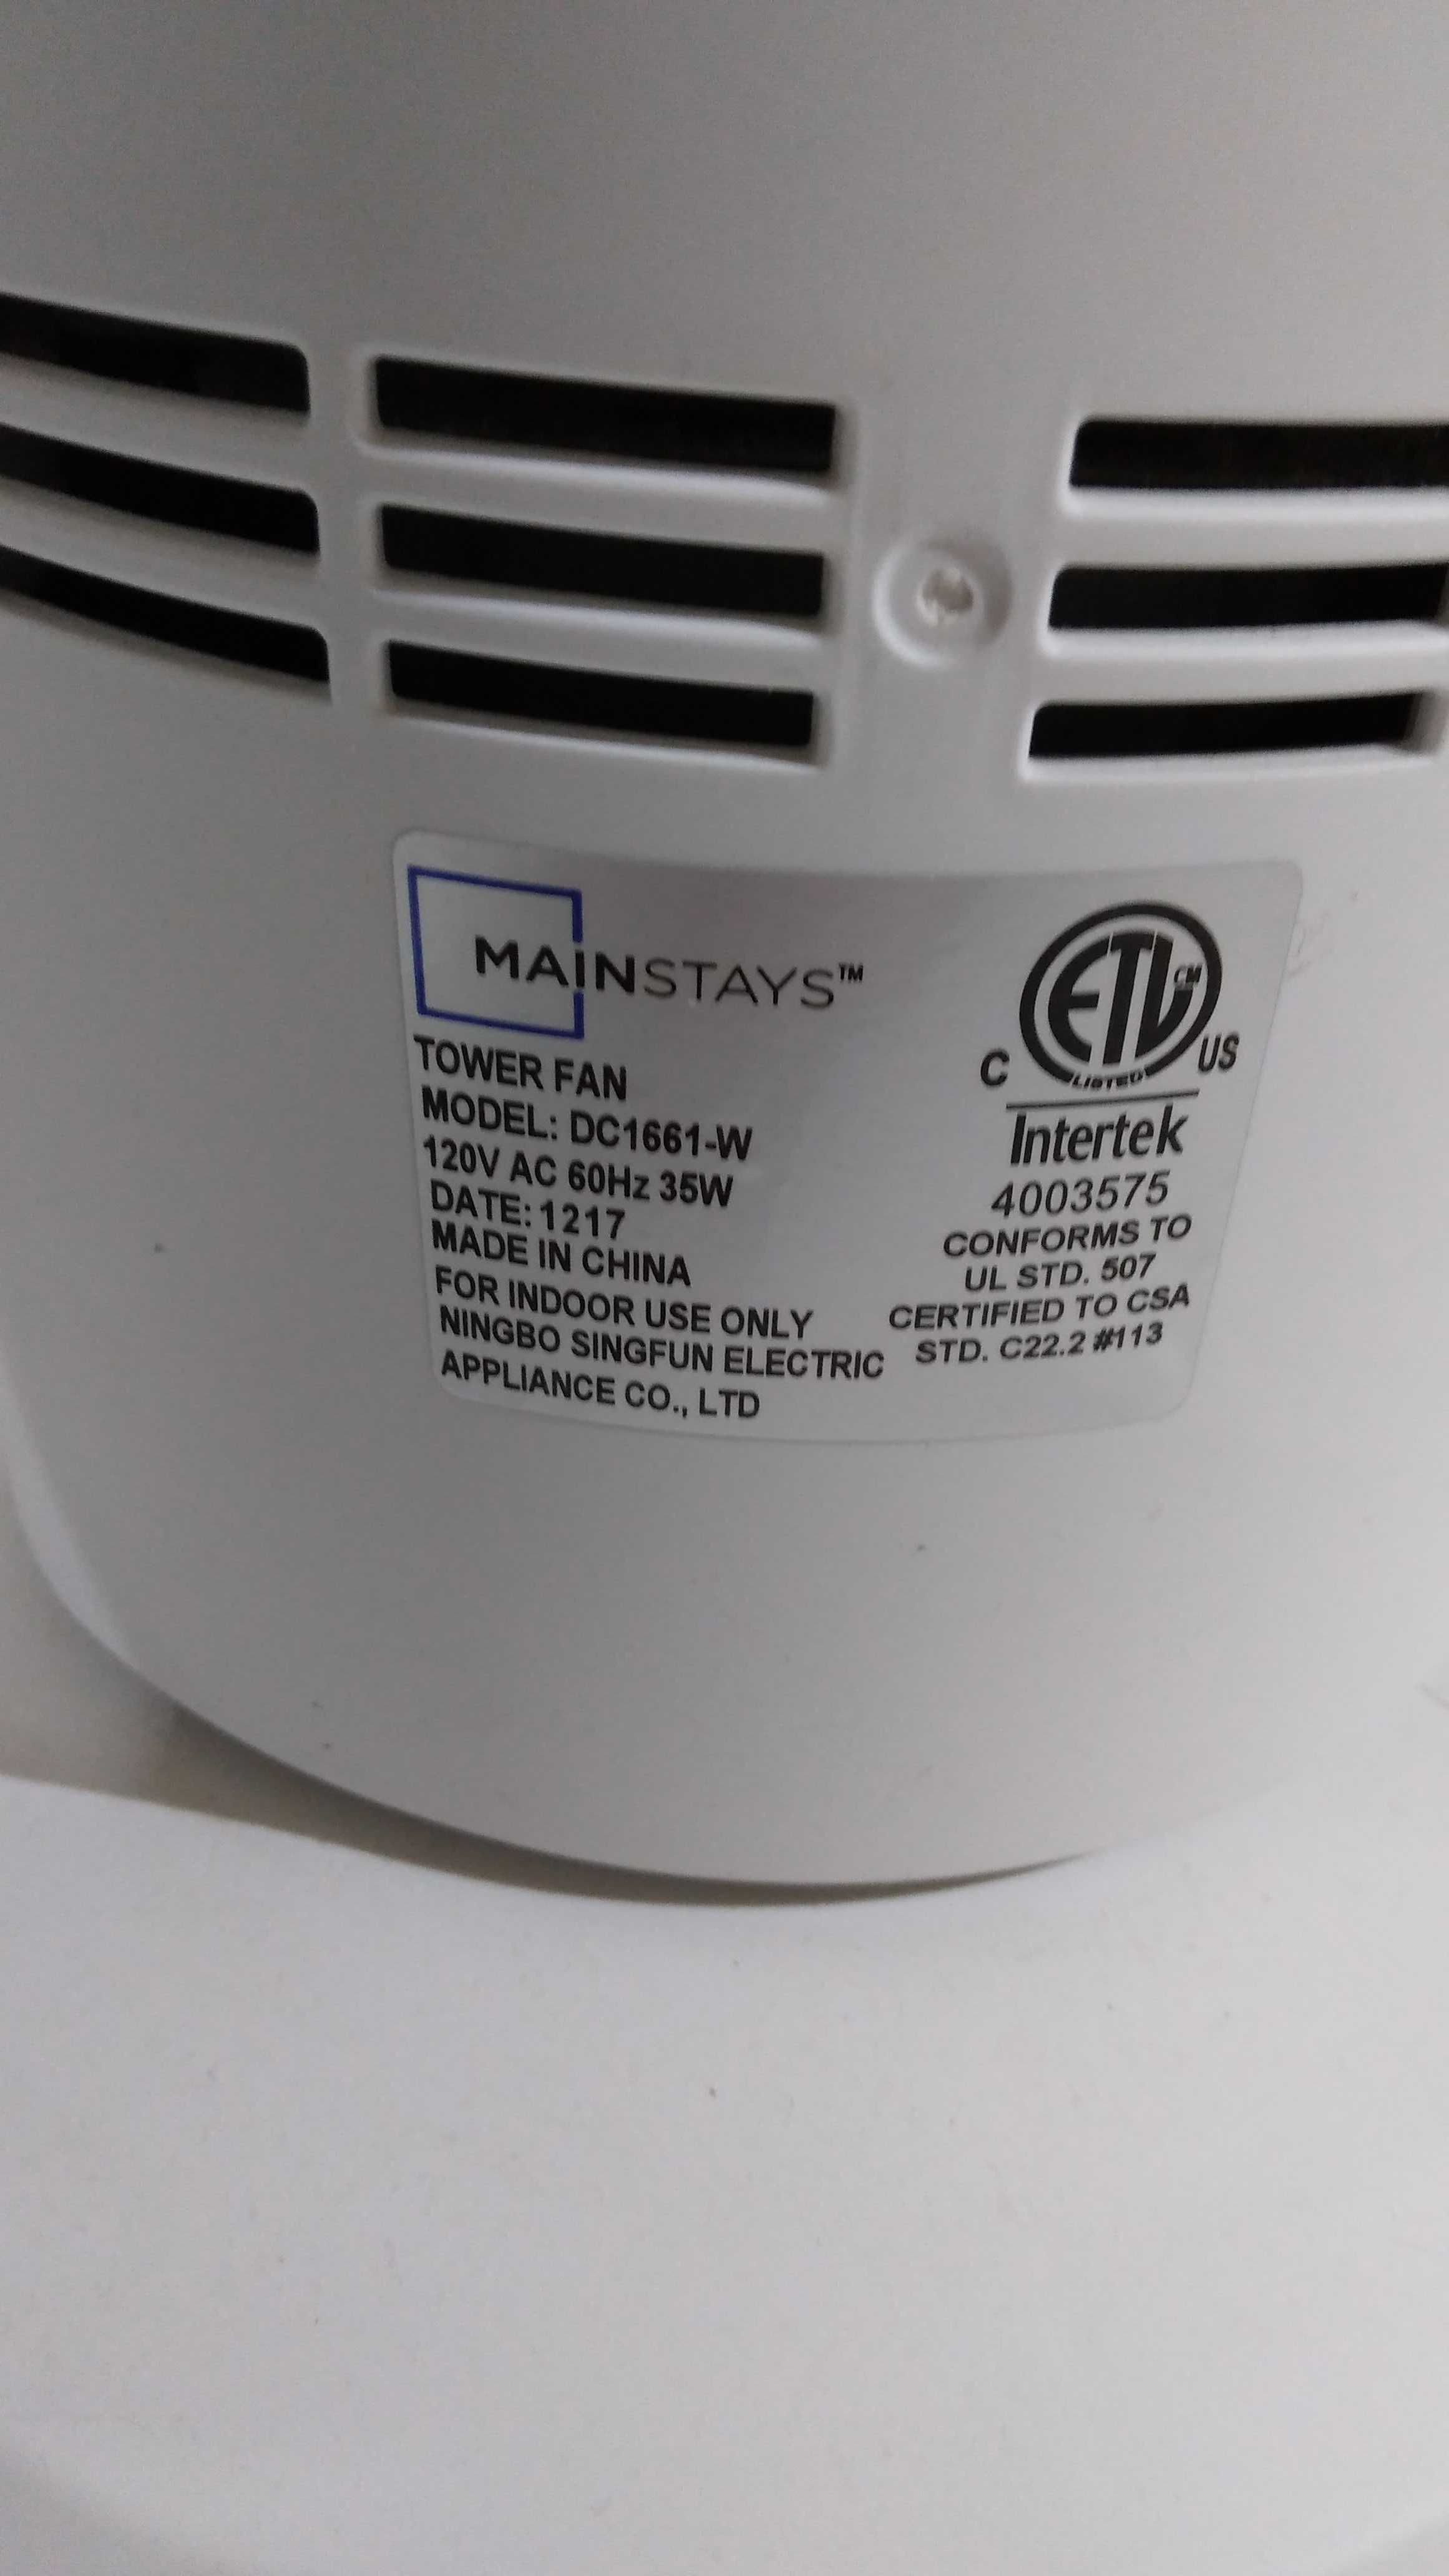 MAINSTAYS™
TOWER FAN
MODEL: DC1661-W
120V AC 60Hz 35W
DATE: 1217
MADE IN CHINA
FOR INDOOR USE ONLY
NINGBO SINGFUN ELECTRIC
APPLIANCE CO., LTD
ETL CM
C LISTED US
Intertek
4003575
CONFORMS TO
UL STD. 507
CERTIFIED TO CSA
STD. C22.2 #113